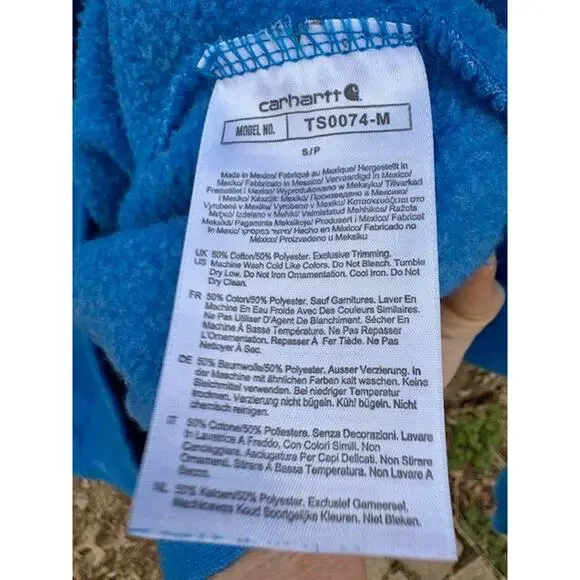 carhartt
MODEL NO. TS0074-M
S/P
Made in Mexico/ Fabriqué au Mexique/ Hergestellt in
Mexiko/ Fabbricato in Messico/ Vervaardigd in Mexico/
Fremstillet i Mexico/ Wyprodukowano w Meksyku/ Tillverkad
i Mexiko/ Készült: Mexikó/ Произведено в Мексико/
Vyrobené v Mexiku/ Vyrobeno v Mexiku/ Κατασκευάζεται στο
Μεξικό/ Izdelano v Mehiki/ Valmistatud Mehhikos/ Ražots
Meksikā/ Pagaminta Meksikoje/ Produsert i Mexico/ Fabricat
în Mexic/ Hecho en México/ Fabricado no
México/ Proizvedeno u Meksiku
UK 50% Cotton/50% Polyester. Exclusive Trimming.
US Machine Wash Cold Like Colors. Do Not Bleach. Tumble
Dry Low. Do Not Iron Ornamentation. Cool Iron. Do Not
Dry Clean.
FR 50% Coton/50% Polyester. Sauf Garnitures. Laver En
Machine En Eau Froide Avec Des Couleurs Similaires.
Ne Pas Utiliser D'Agent De Blanchiment. Sécher En
Machine À Basse Température. Ne Pas Repasser
L'Ornementation. Repasser À Fer Tiède. Ne Pas
Nettoyer À Sec.
DE 50% Baumwolle/50% Polyester. Ausser Verzierung. In
der Maschine mit ähnlichen Farben kalt waschen. Keine
Bleichmittel verwenden. Bei niedriger Temperatur
trocknen. Verzierung nicht bügeln. Kühl bügeln. Nicht
chemisch reinigen.
IT 50% Cotone/50% Poliestere. Senza Decorazioni. Lavare
In Lavatrice A Freddo, Con Colori Simili. Non
Candeggiare. Asciugatura Per Capi Delicati. Non Stirare
Ornamenti. Stirare À Bassa Temperatura. Non Lavare A
Secco.
NL 50% Katoen/50% Polyester. Exclusief Garneersel.
Machinewas Koud Soortgelijke Kleuren. Niet Bleken.